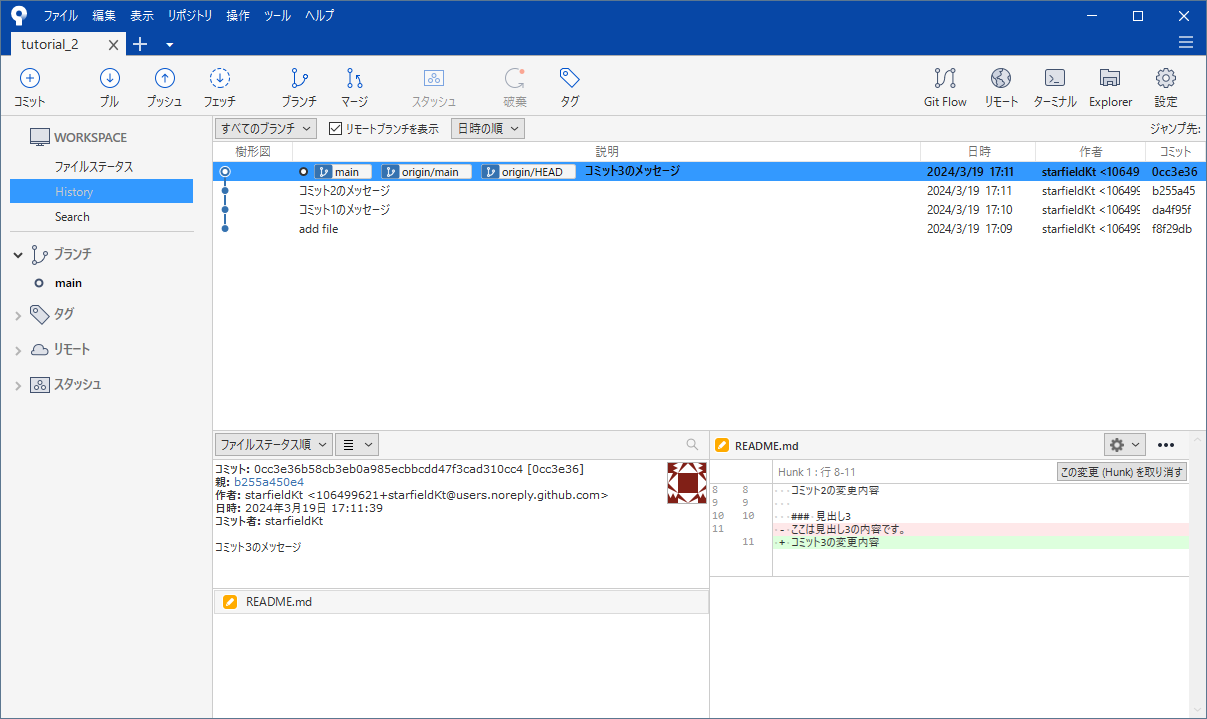 ファイル 編集 表示 リポジトリ 操作 ツール ヘルプ
tutorial_2
コミット プル プッシュ フェッチ ブランチ マージ スタッシュ 破棄 タグ Git Flow リモート ターミナル Explorer 設定
WORKSPACE
ファイルステータス
History
Search
ブランチ
main
タグ
リモート
スタッシュ
すべてのブランチ リモートブランチを表示 日時の順 ジャンプ先:
樹形図 説明 日時 作者 コミット
main origin/main origin/HEAD コミット3のメッセージ 2024/3/19 17:11 starfieldKt <10649 0cc3e36
コミット2のメッセージ 2024/3/19 17:11 starfieldKt <106499 b255a45
コミット1のメッセージ 2024/3/19 17:10 starfieldKt <106499 da4f95f
add file 2024/3/19 17:09 starfieldKt <106499 f8f29db
ファイルステータス順
コミット: 0cc3e36b58cb3eb0a985ecbbcdd47f3cad310cc4 [0cc3e36]
親: b255a450e4
作者: starfieldKt <106499621+starfieldKt@users.noreply.github.com>
日時: 2024年3月19日 17:11:39
コミット者: starfieldKt
コミット3のメッセージ
README.md
README.md
Hunk 1 : 行 8-11 この変更 (Hunk) を取り消す
8 8 コミット2の変更内容
9 9
10 10 ### 見出し3
11 - ここは見出し3の内容です。
11 + コミット3の変更内容